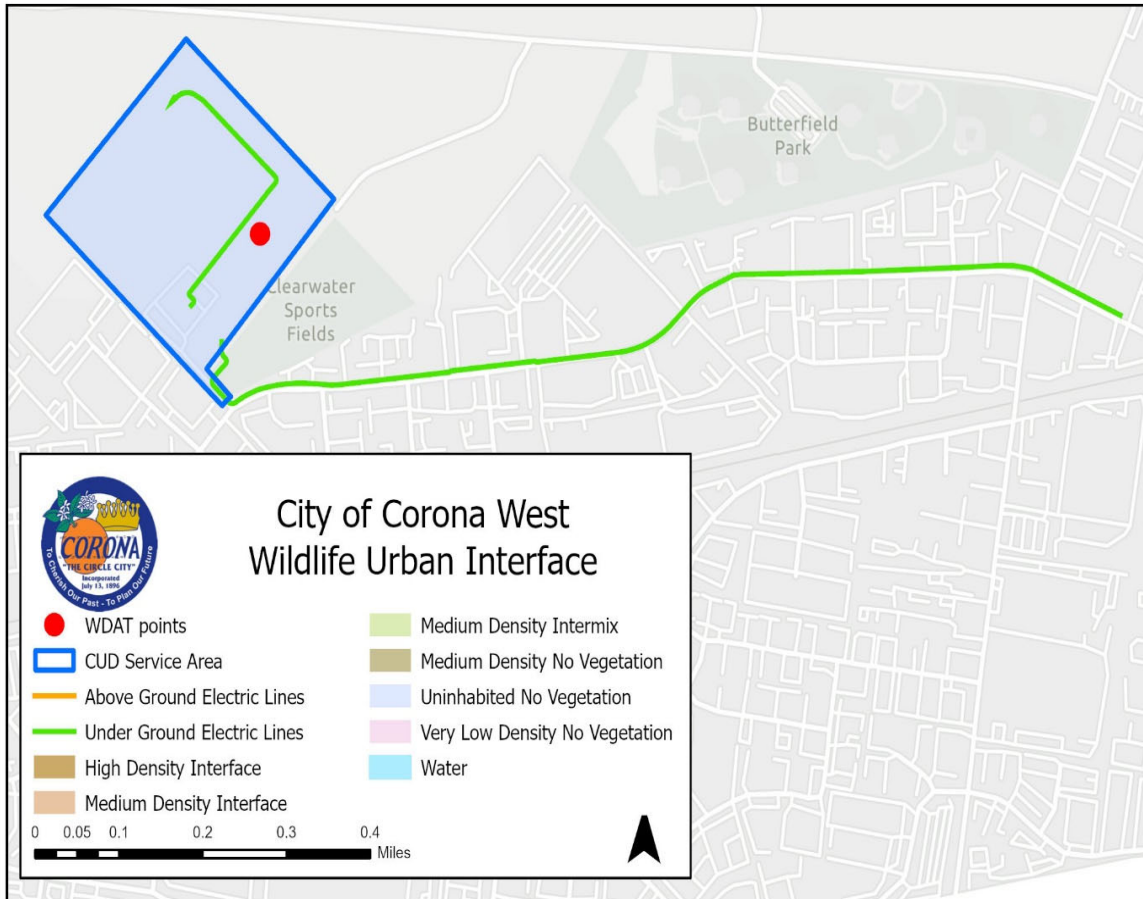 Butterfield
Park
Clearwater
Sports
Fields
City of Corona West
Wildlife Urban Interface
CORONA
"THE CIRCLE CITY"
Incorporated
July 13, 1896
To Cherish Our Past - To Plan Our Future
WDAT points
CUD Service Area
Above Ground Electric Lines
Under Ground Electric Lines
High Density Interface
Medium Density Interface
Medium Density Intermix
Medium Density No Vegetation
Uninhabited No Vegetation
Very Low Density No Vegetation
Water
0 0.05 0.1 0.2 0.3 0.4
Miles